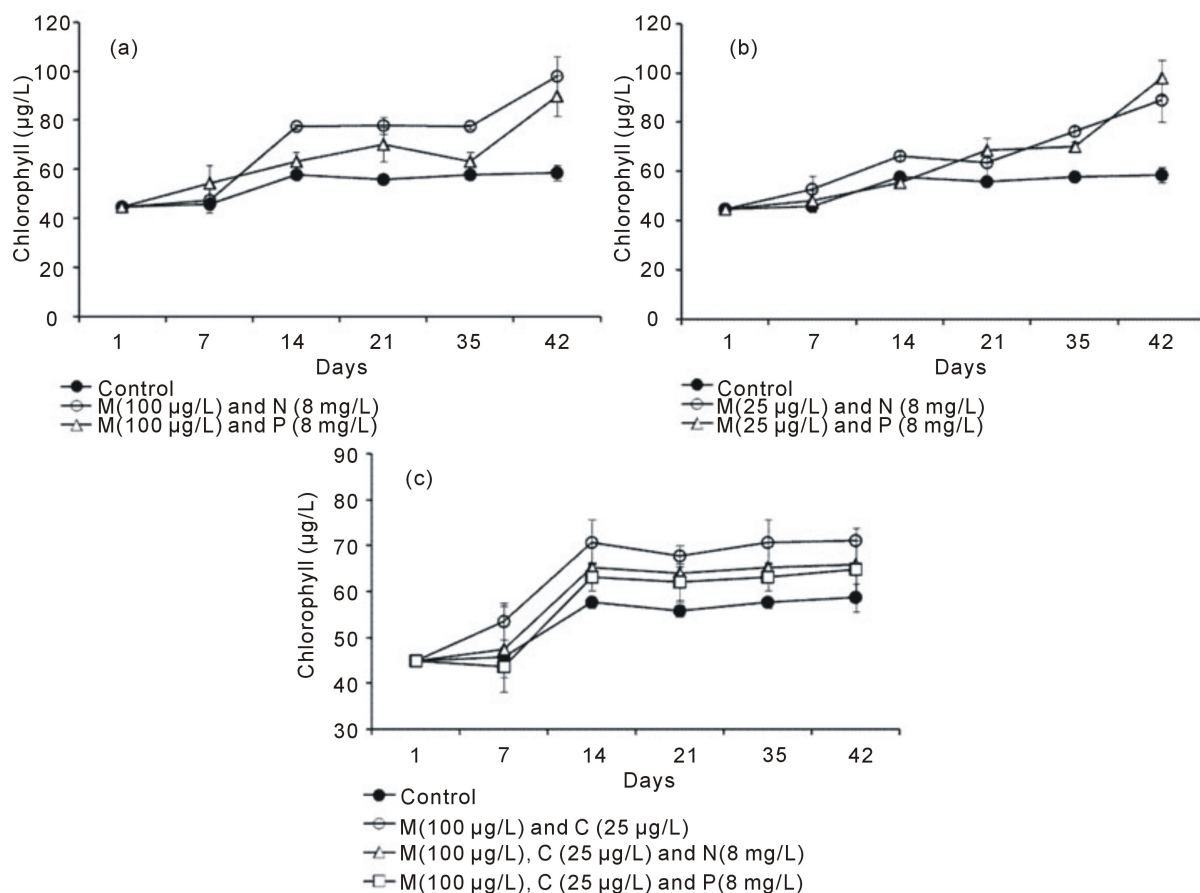 (a)
Chlorophyll (µg/L)
120
100
80
60
40
20
0
1 7 14 21 35 42
Days
Control
M(100 µg/L) and N (8 mg/L)
M(100 µg/L) and P (8 mg/L)
(b)
Chlorophyll (µg/L)
120
100
80
60
40
20
0
1 7 14 21 35 42
Days
Control
M(25 µg/L) and N (8 mg/L)
M(25 µg/L) and P (8 mg/L)
(c)
Chlorophyll (µg/L)
90
80
70
60
50
40
30
1 7 14 21 35 42
Days
Control
M(100 µg/L) and C (25 µg/L)
M(100 µg/L), C (25 µg/L) and N(8 mg/L)
M(100 µg/L), C (25 µg/L) and P(8 mg/L)